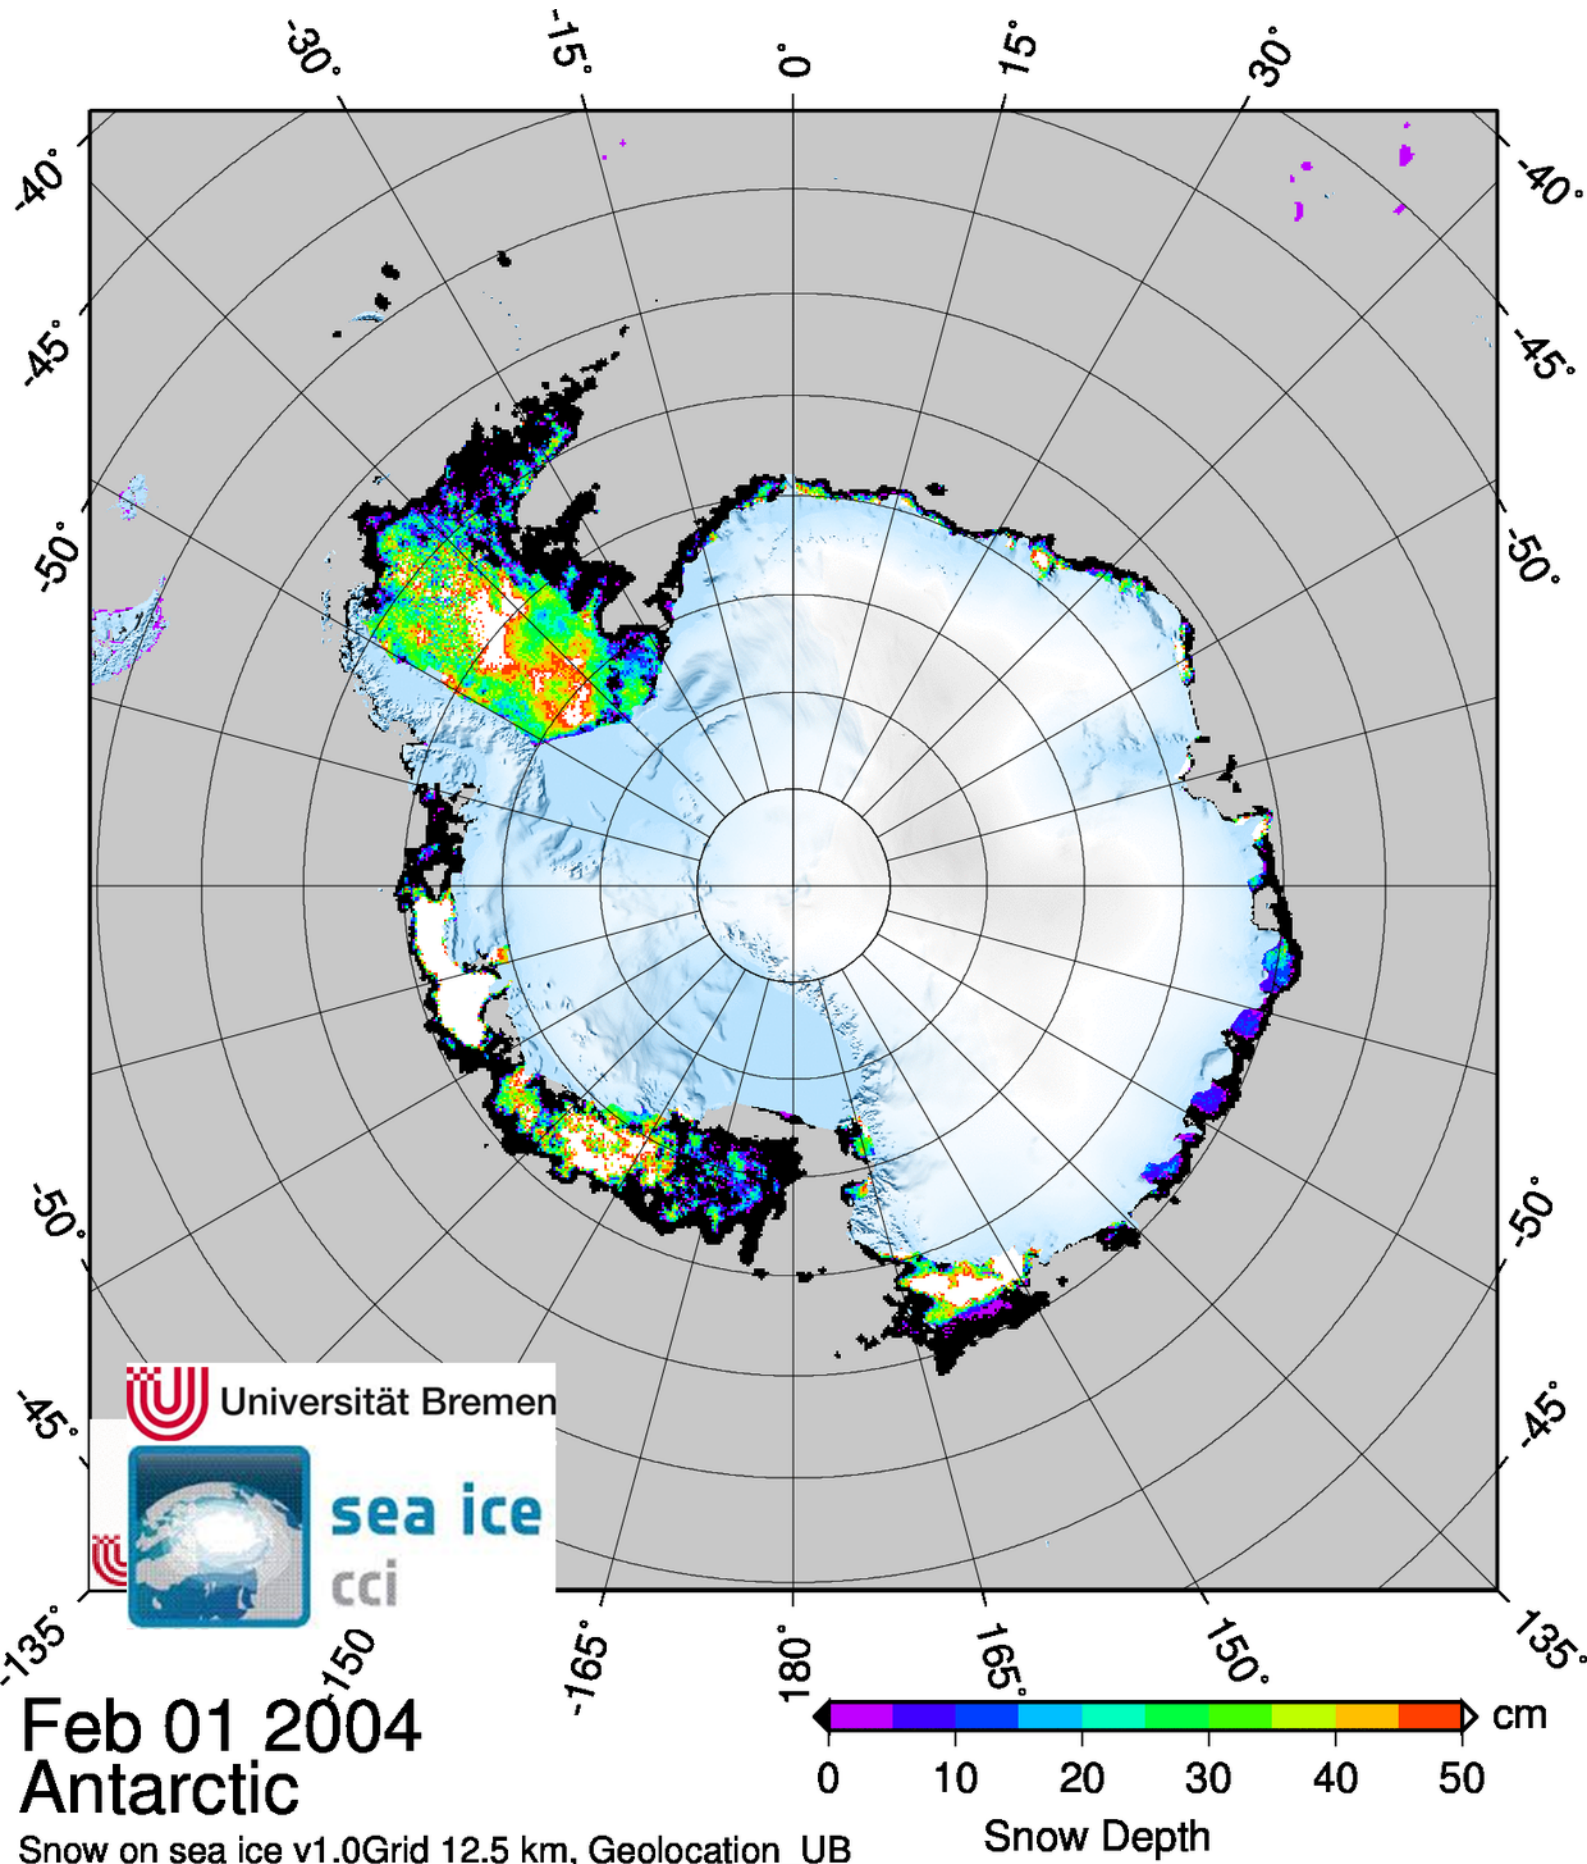 -30° -15° 0° 15° 30°
-40° -40°
-45° -45°
-50° -50°
-50° -50°
-45° -45°
Universität Bremen
sea ice
cci
-135° -150 -165° 180° 165° 150° 135°
Feb 01 2004
Antarctic
Snow on sea ice v1.0Grid 12.5 km, Geolocation UB
cm
0 10 20 30 40 50
Snow Depth